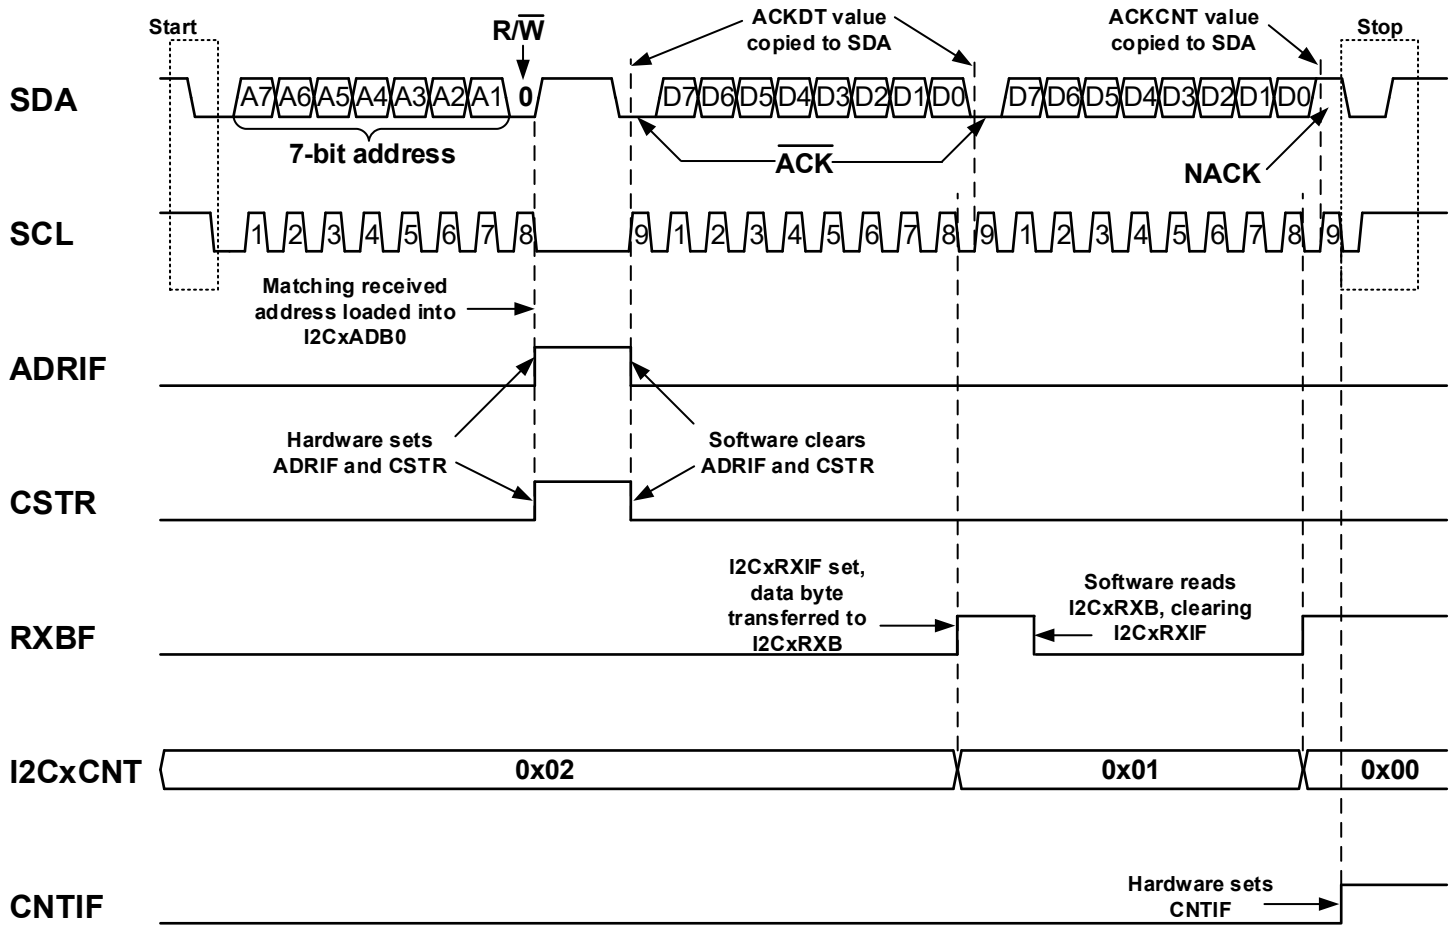 Start
R/W
ACKDT value
copied to SDA
ACKCNT value
copied to SDA
Stop
SDA
A7 A6 A5 A4 A3 A2 A1 0
D7 D6 D5 D4 D3 D2 D1 D0
D7 D6 D5 D4 D3 D2 D1 D0
7-bit address
ACK
NACK
SCL
1 2 3 4 5 6 7 8
9 1 2 3 4 5 6 7 8
9 1 2 3 4 5 6 7 8 9
Matching received
address loaded into
I2CxADB0
ADRIF
Hardware sets
ADRIF and CSTR
Software clears
ADRIF and CSTR
CSTR
I2CxRXIF set,
data byte
transferred to
I2CxRXB
Software reads
I2CxRXB, clearing
I2CxRXIF
RXBF
I2CxCNT
0x02
0x01
0x00
Hardware sets
CNTIF
CNTIF